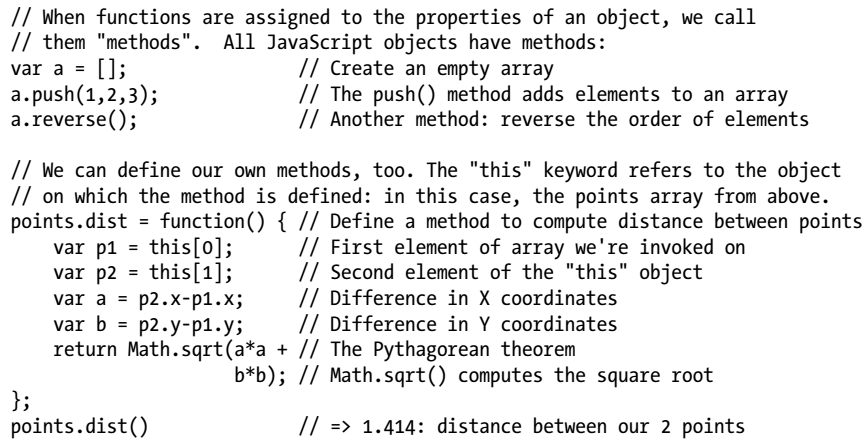 // When functions are assigned to the properties of an object, we call
// them "methods".  All JavaScript objects have methods:
var a = [];                  // Create an empty array
a.push(1,2,3);               // The push() method adds elements to an array
a.reverse();                 // Another method: reverse the order of elements

// We can define our own methods, too. The "this" keyword refers to the object
// on which the method is defined: in this case, the points array from above.
points.dist = function() { // Define a method to compute distance between points
    var p1 = this[0];        // First element of array we're invoked on
    var p2 = this[1];        // Second element of the "this" object
    var a = p2.x-p1.x;       // Difference in X coordinates
    var b = p2.y-p1.y;       // Difference in Y coordinates
    return Math.sqrt(a*a + // The Pythagorean theorem
                     b*b); // Math.sqrt() computes the square root
};
points.dist()                // => 1.414: distance between our 2 points